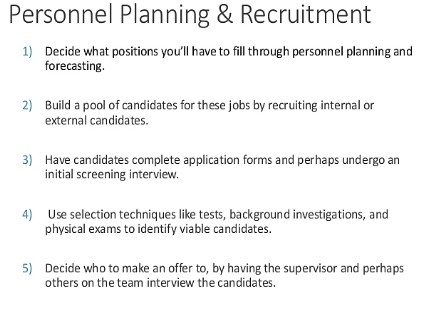 Personnel Planning & Recruitment
1) Decide what positions you'll have to fill through personnel planning and
forecasting.
2) Build a pool of candidates for these jobs by recruiting internal or
external candidates.
3) Have candidates complete application forms and perhaps undergo an
initial screening interview.
4) Use selection techniques like tests, background investigations, and
physical exams to identify viable candidates.
5) Decide who to make an offer to, by having the supervisor and perhaps
others on the team interview the candidates.